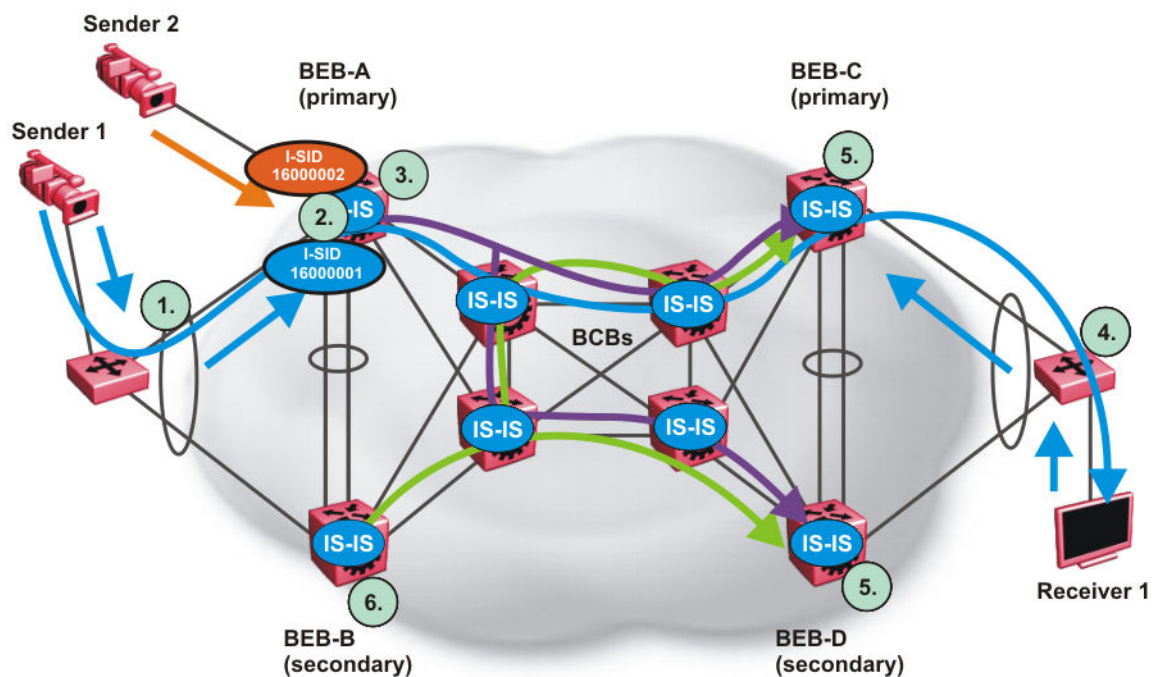 Sender 2
BEB-A
(primary)
BEB-C
(primary)
Sender 1
I-SID
16000002
3.
5.
2.
IS-IS
IS-IS
I-SID
16000001
1.
IS-IS
IS-IS
BCBs
4.
IS-IS
IS-IS
IS-IS
IS-IS
6.
5.
Receiver 1
BEB-B
(secondary)
BEB-D
(secondary)